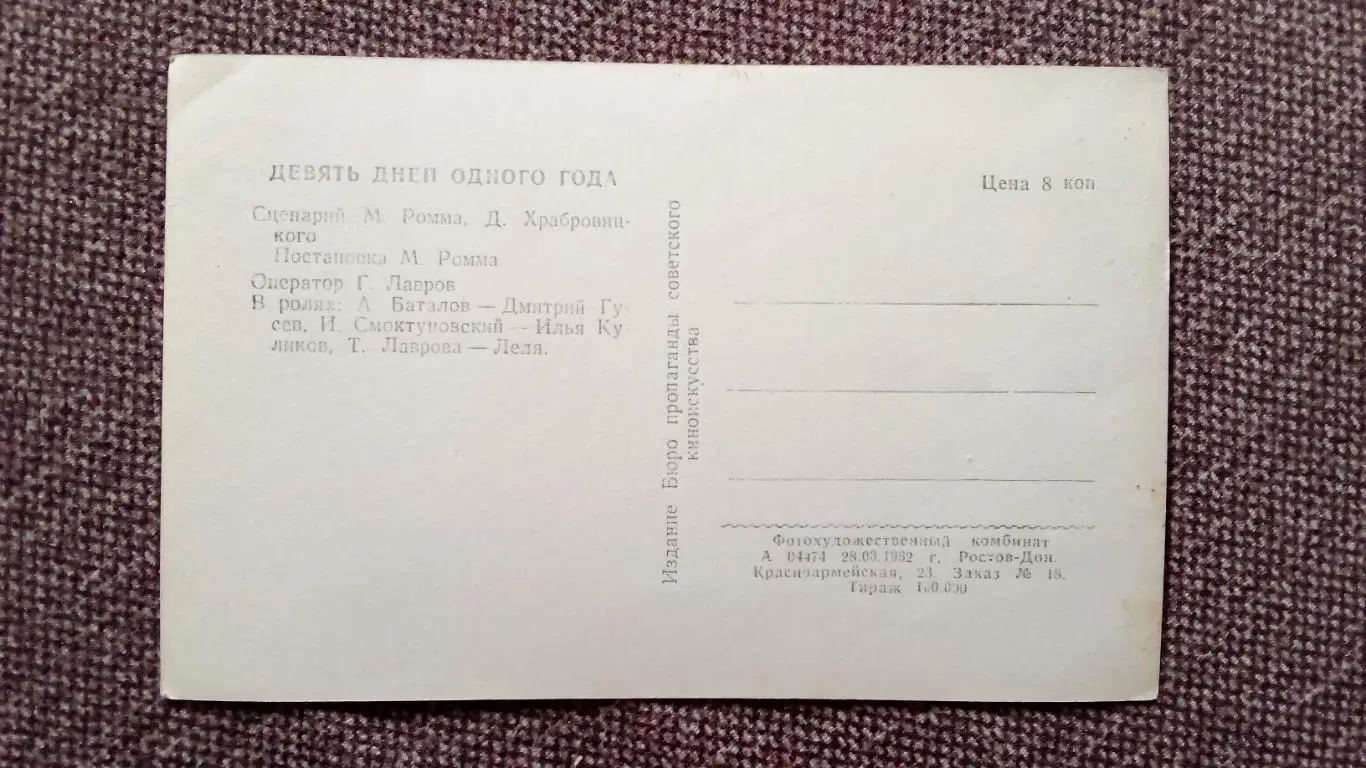 ДЕВЯТЬ ДНЕЙ ОДНОГО ГОДА
Сценарий М. Ромма, Д. Храбровиц-
кого
Постановка М. Ромма
Оператор Г. Лавров
В ролях: А Баталов — Дмитрий Гу-
сев, И. Смоктуновский — Илья Ку
ликов, Т. Лаврова — Леля.
Издание Бюро пропаганды советского
киноискусства
Цена 8 коп
Фотохудожественный комбинат
А 04474 28.03.1962 г. Ростов-Дон.
Красноармейская, 23. Заказ № 18.
Тираж